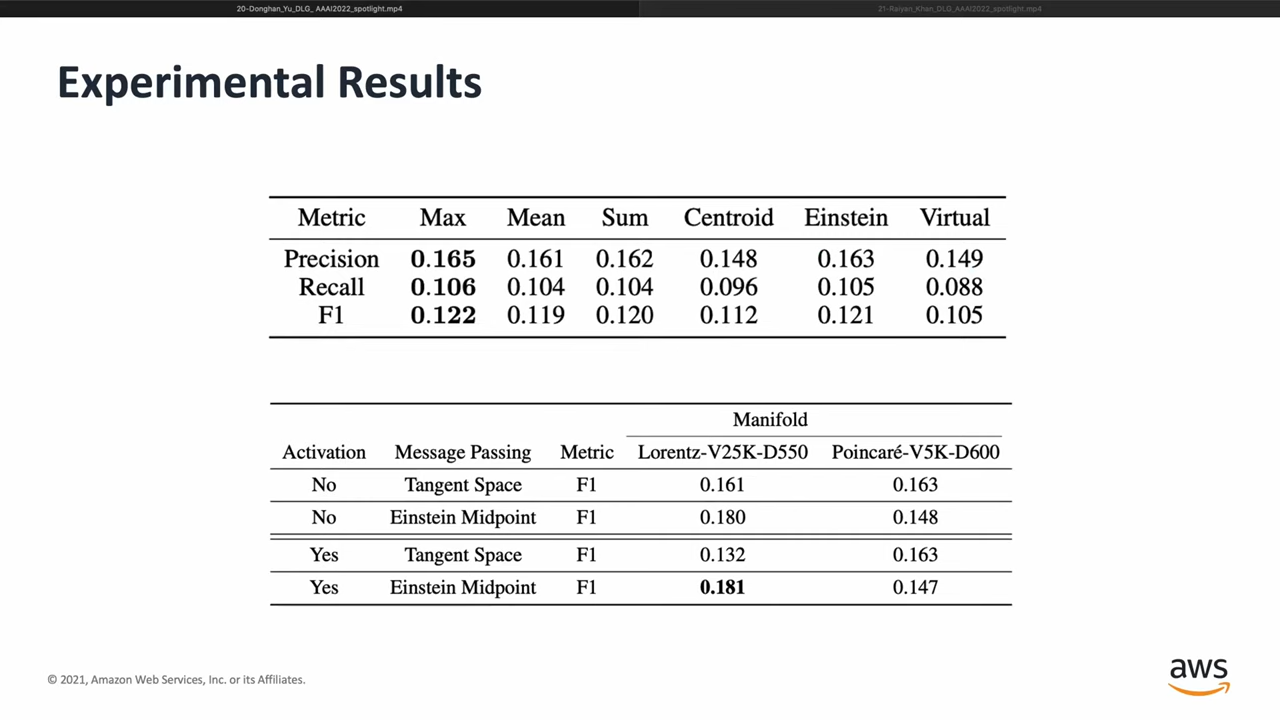 20-Donghan_Yu_DLG_ AAAI2022_spotlight.mp4 21-Raiyan_Khan_DLG_AAAI2022_spotlight.mp4
Experimental Results
Metric Max Mean Sum Centroid Einstein Virtual
Precision 0.165 0.161 0.162 0.148 0.163 0.149
Recall 0.106 0.104 0.104 0.096 0.105 0.088
F1 0.122 0.119 0.120 0.112 0.121 0.105
Manifold
Activation Message Passing Metric Lorentz-V25K-D550 Poincaré-V5K-D600
No Tangent Space F1 0.161 0.163
No Einstein Midpoint F1 0.180 0.148
Yes Tangent Space F1 0.132 0.163
Yes Einstein Midpoint F1 0.181 0.147
© 2021, Amazon Web Services, Inc. or its Affiliates.
aws